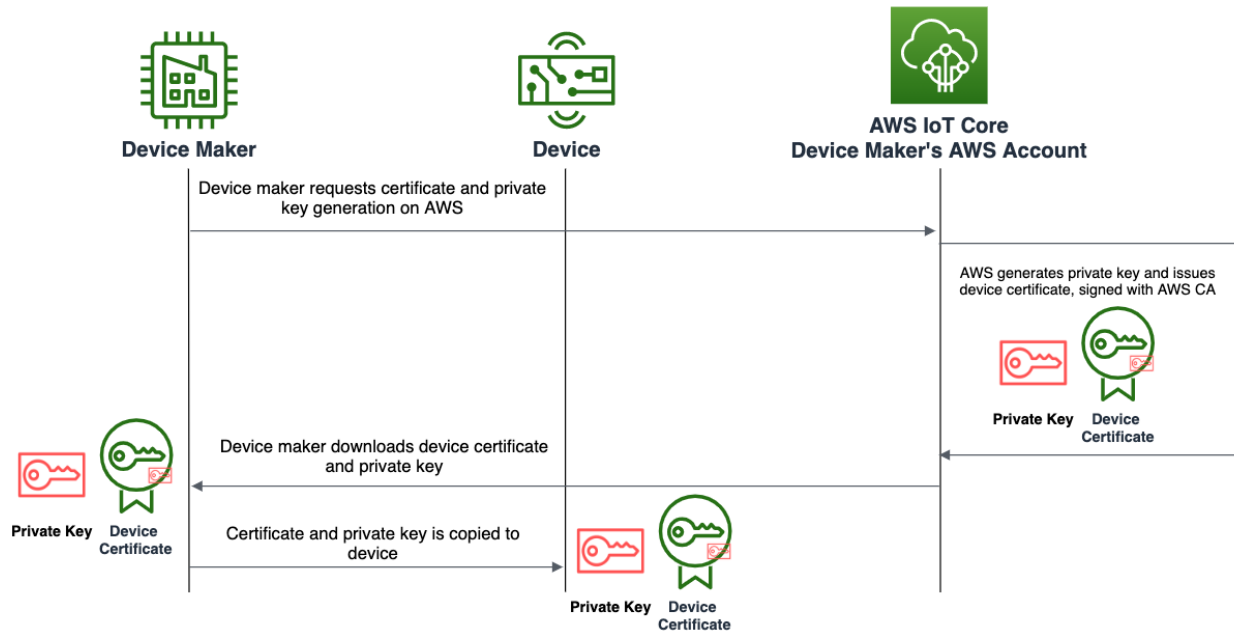 Device Maker
Device
AWS IoT Core
Device Maker's AWS Account
Device maker requests certificate and private
key generation on AWS
AWS generates private key and issues
device certificate, signed with AWS CA
Private Key
Device
Certificate
Device maker downloads device certificate
and private key
Private Key
Device
Certificate
Certificate and private key is copied to
device
Private Key
Device
Certificate